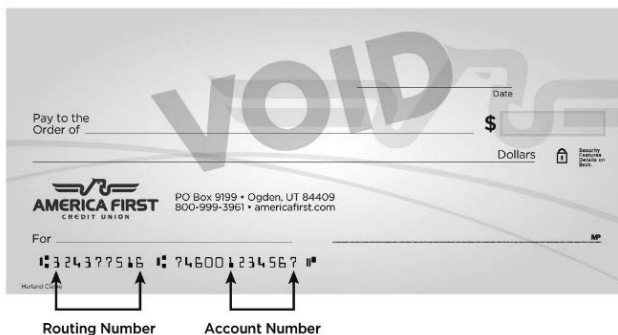 VOID
Date
Pay to the
Order of
$
Dollars
Security
Features
Details on
Back.
AMERICA FIRST
CREDIT UNION
PO Box 9199 • Ogden, UT 84409
800-999-3961 • americafirst.com
For
MP
⑆324377516⑆ 746001234567⑈
Harland Clarke
Routing Number
Account Number